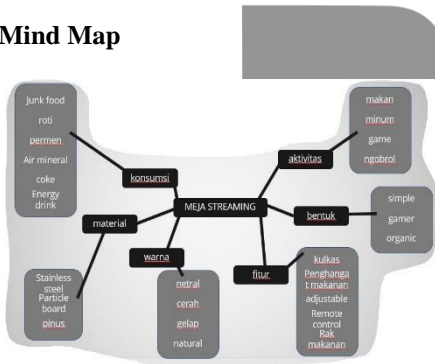 Mind Map
Junk food
roti
permen
Air mineral
coke
Energy
drink
konsumsi
makan
minum
game
ngobrol
aktivitas
MEJA STREAMING
simple
gamer
organic
bentuk
material
Stainless
steel
Particle
board
pinus
warna
netral
cerah
gelap
natural
fitur
kulkas
Penghanga
t makanan
adjustable
Remote
control
Rak
makanan